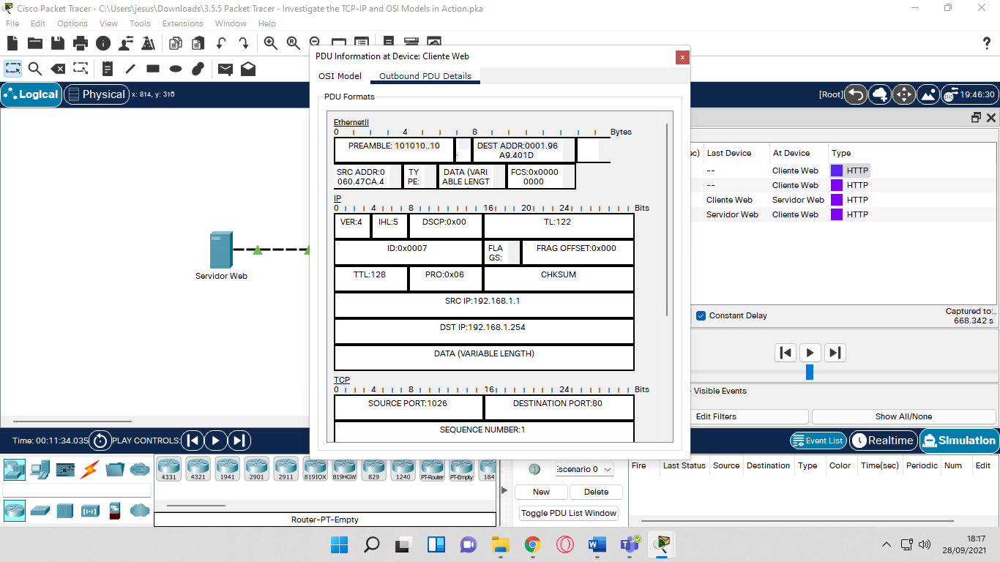 Cisco Packet Tracer - C:\Users\jesus\Downloads\3.5.5 Packet Tracer - Investigate the TCP-IP and OSI Models in Action.pka
File Edit Options View Tools Extensions Window Help
Logical Physical x: 814, y: 310
[Root] 19:46:30
PDU Information at Device: Cliente Web
OSI Model Outbound PDU Details
PDU Formats
EthernetII
0 4 8 Bytes
PREAMBLE: 101010..10 DEST ADDR:0001.96
A9.401D
SRC ADDR:0 TY DATA (VARI FCS:0x0000
060.47CA.4 PE: ABLE LENGT 0000
IP
0 4 8 16 20 24 Bits
VER:4 IHL:5 DSCP:0x00 TL:122
ID:0x0007 FLA FRAG OFFSET:0x000
GS:
TTL:128 PRO:0x06 CHKSUM
SRC IP:192.168.1.1
DST IP:192.168.1.254
DATA (VARIABLE LENGTH)
TCP
0 4 8 16 24 Bits
SOURCE PORT:1026 DESTINATION PORT:80
SEQUENCE NUMBER:1
Servidor Web
Last Device At Device Type
-- Cliente Web HTTP
-- Cliente Web HTTP
Cliente Web Servidor Web HTTP
Servidor Web Cliente Web HTTP
Constant Delay Captured to:
668.342 s
Visible Events
Edit Filters Show All/None
Time: 00:11:34.035 PLAY CONTROLS:
Event List Realtime Simulation
4331 4321 1941 2901 2911 819IOX 819HGW 829 1240 PT-Router PT-Empty 184
Router-PT-Empty
scenario 0
New Delete
Toggle PDU List Window
Fire Last Status Source Destination Type Color Time(sec) Periodic Num Edit
18:17
28/09/2021